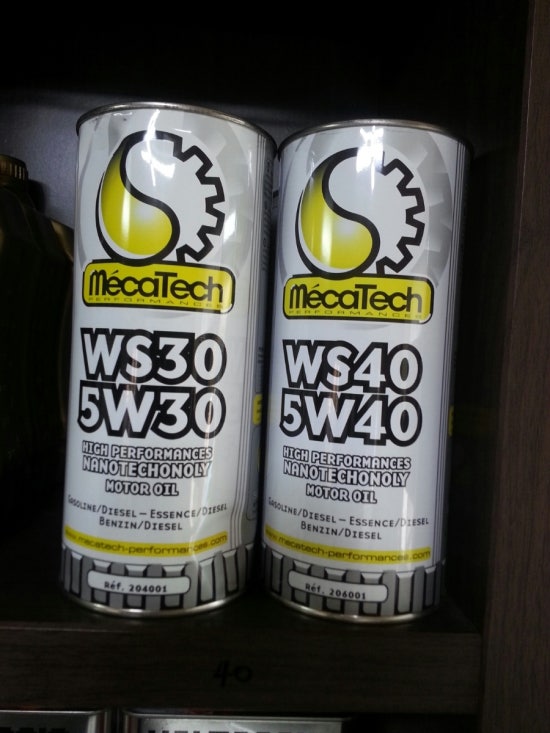 MécaTech
PERFORMANCES
WS30
5W30
HIGH PERFORMANCES
NANOTECHONOLY
MOTOR OIL
Gasoline/Diesel – Essence/Diesel
Benzin/Diesel
www.mecatech-performances.com
Réf. 204001
MécaTech
PERFORMANCES
WS40
5W40
HIGH PERFORMANCES
NANOTECHONOLY
MOTOR OIL
Gasoline/Diesel – Essence/Diesel
Benzin/Diesel
www.mecatech-performances.com
Réf. 206001
40